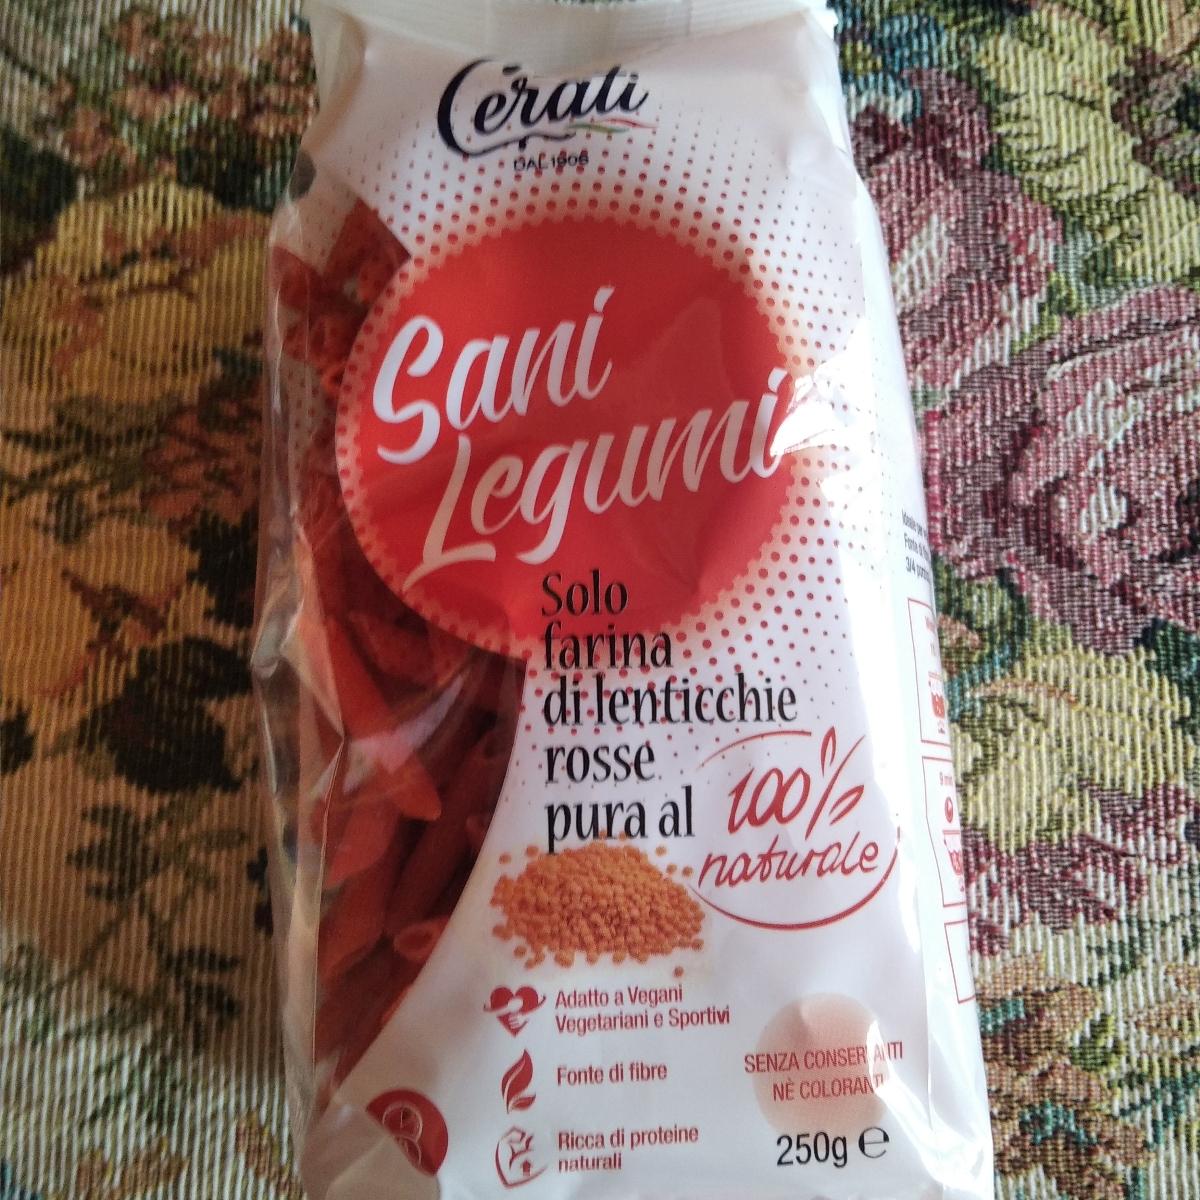 Cerati
DAL 1906
Sani
Legumi
Solo
farina
di lenticchie
rosse
pura al
100%
naturale
Adatto a Vegani
Vegetariani e Sportivi
Fonte di fibre
Ricca di proteine
naturali
SENZA CONSERVANTI
NÈ COLORANTI
250g ℮